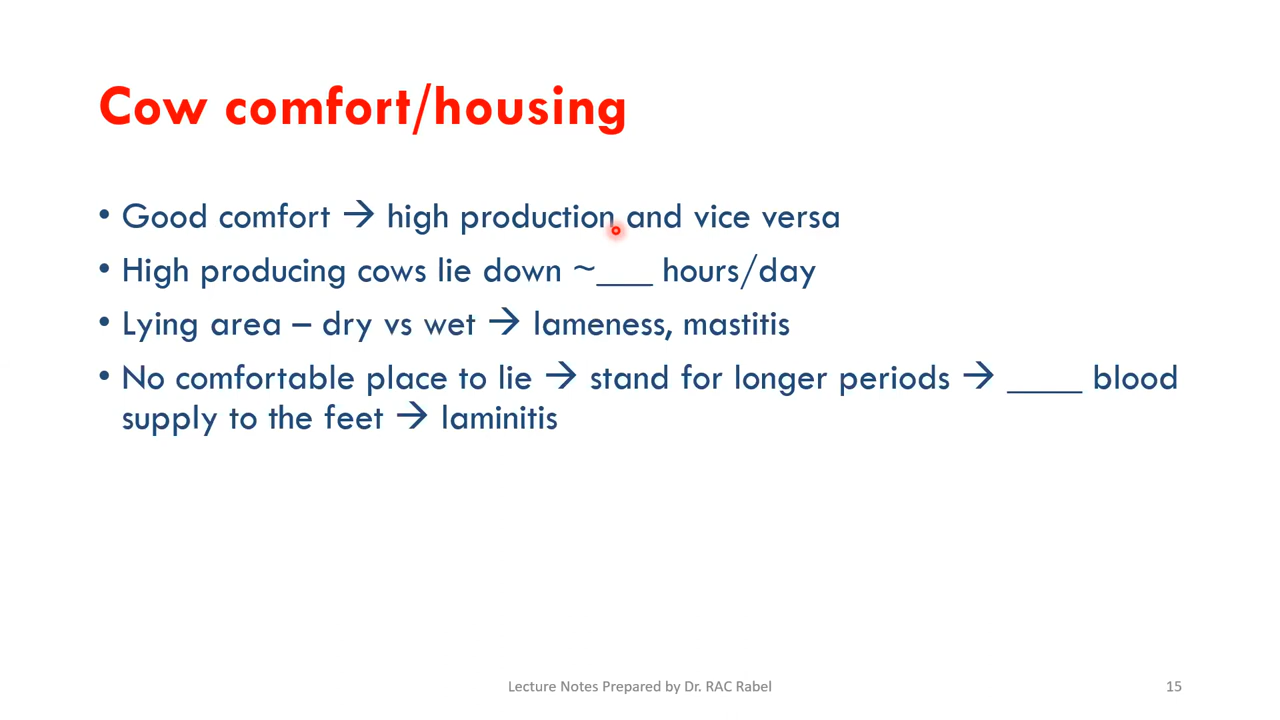 Cow comfort/housing
• Good comfort → high production and vice versa
• High producing cows lie down ~___ hours/day
• Lying area – dry vs wet → lameness, mastitis
• No comfortable place to lie → stand for longer periods → ____ blood
supply to the feet → laminitis
Lecture Notes Prepared by Dr. RAC Rabel
15